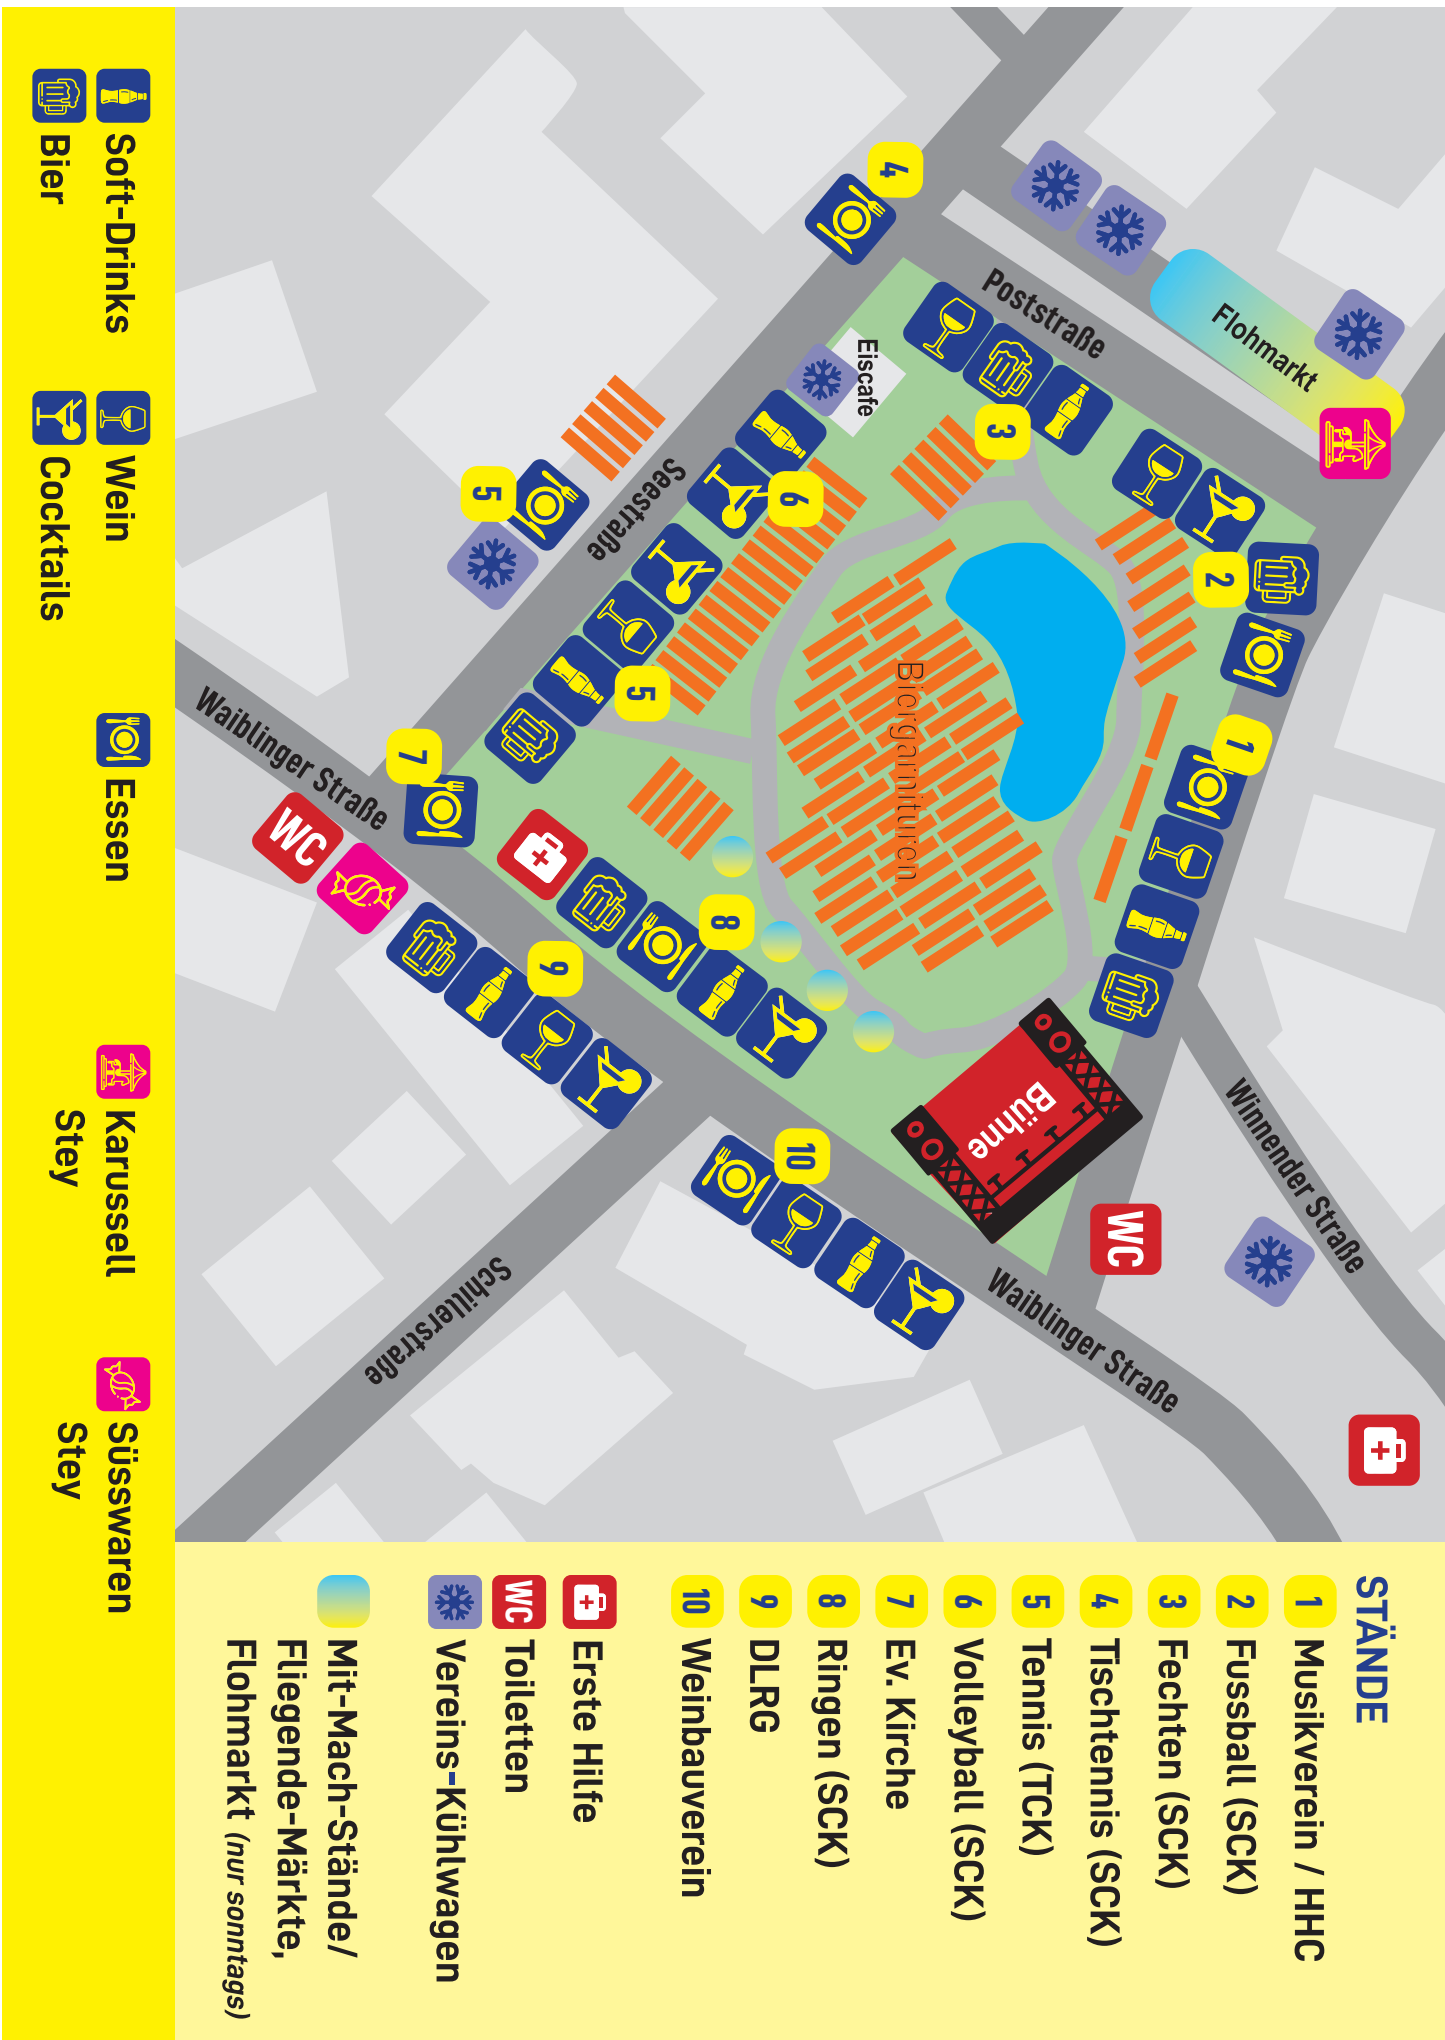 STÄNDE
1 Musikverein / HHC
2 Fussball (SCK)
3 Fechten (SCK)
4 Tischtennis (SCK)
5 Tennis (TCK)
6 Volleyball (SCK)
7 Ev. Kirche
8 Ringen (SCK)
9 DLRG
10 Weinbauverein
Erste Hilfe
WC Toiletten
Vereins-Kühlwagen
Mit-Mach-Stände/
Fliegende-Märkte,
Flohmarkt (nur sonntags)
Flohmarkt
Poststraße
Eiscafe
4
3
2
1
6
5
5
7
8
9
10
Seestraße
Biergarnituren
Bühne
WC
WC
Winnender Straße
Waiblinger Straße
Waiblinger Straße
Schillerstraße
Soft-Drinks
Wein
Essen
Karussell
Stey
Süsswaren
Stey
Bier
Cocktails